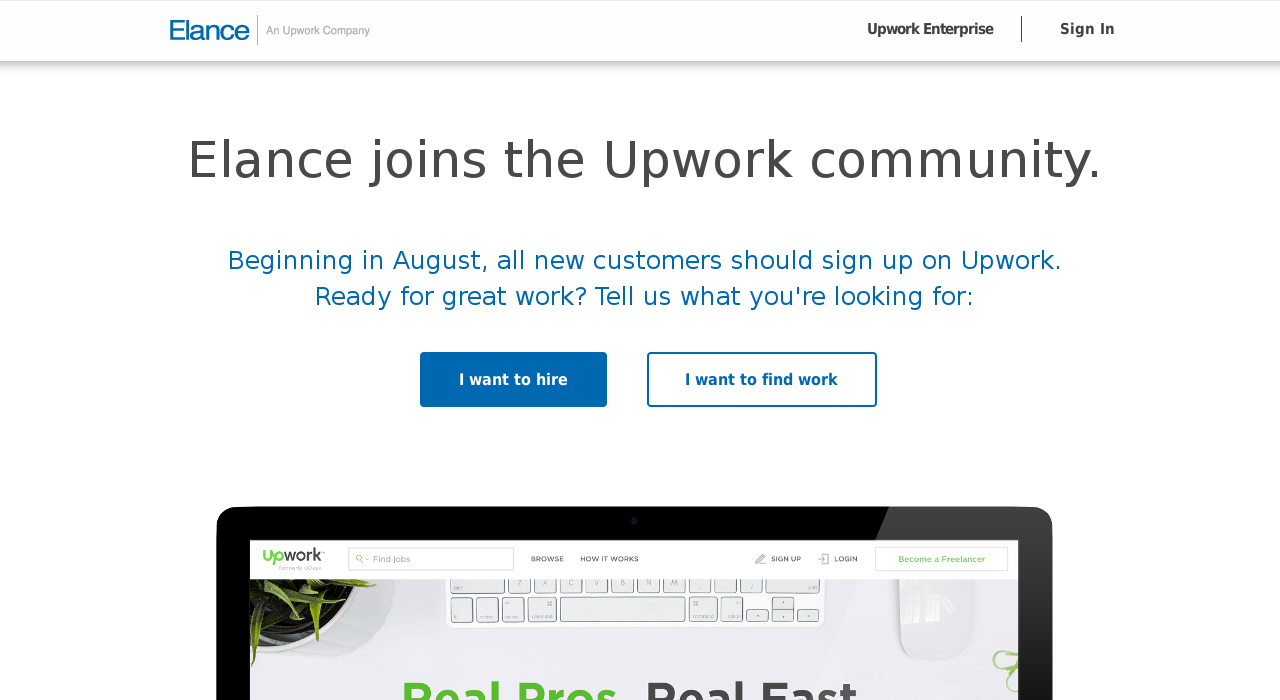 Elance
An Upwork Company
Upwork Enterprise
Sign In
Elance joins the Upwork community.
Beginning in August, all new customers should sign up on Upwork.
Ready for great work? Tell us what you're looking for:
I want to hire
I want to find work
Upwork
formerly oDesk
Find jobs
BROWSE
HOW IT WORKS
SIGN UP
LOGIN
Become a Freelancer
Z X C V B N M
command
option
Real Pros. Real Fast.